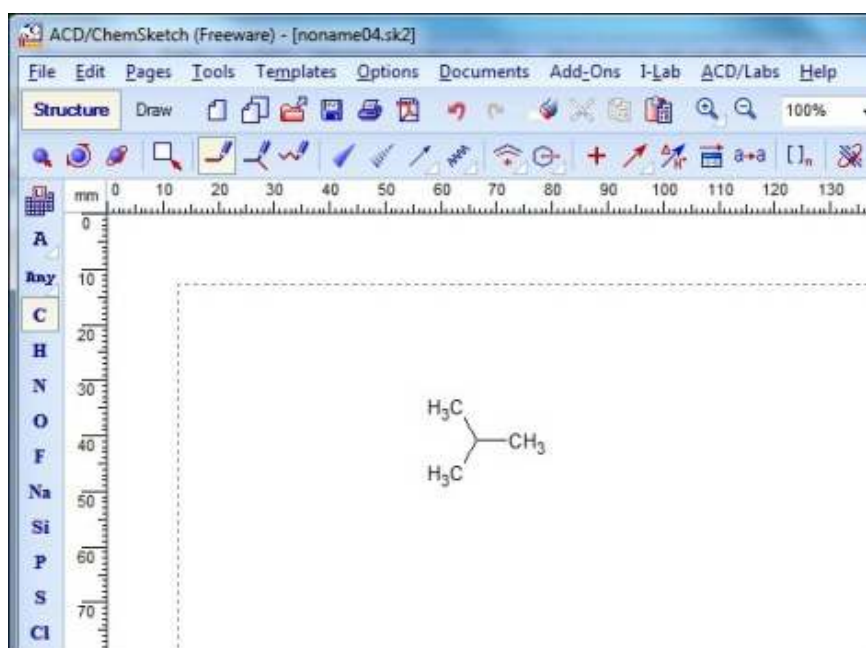 ACD/ChemSketch (Freeware) - [noname04.sk2]
File Edit Pages Tools Templates Options Documents Add-Ons I-Lab ACD/Labs Help
Structure Draw 100%
a→a []n
mm 0 10 20 30 40 50 60 70 80 90 100 110 120 130
0
A
Any 10
C
20
H
N 30
O
40
F
Na
50
Si
P 60
S
70
Cl
H₃C
CH₃
H₃C